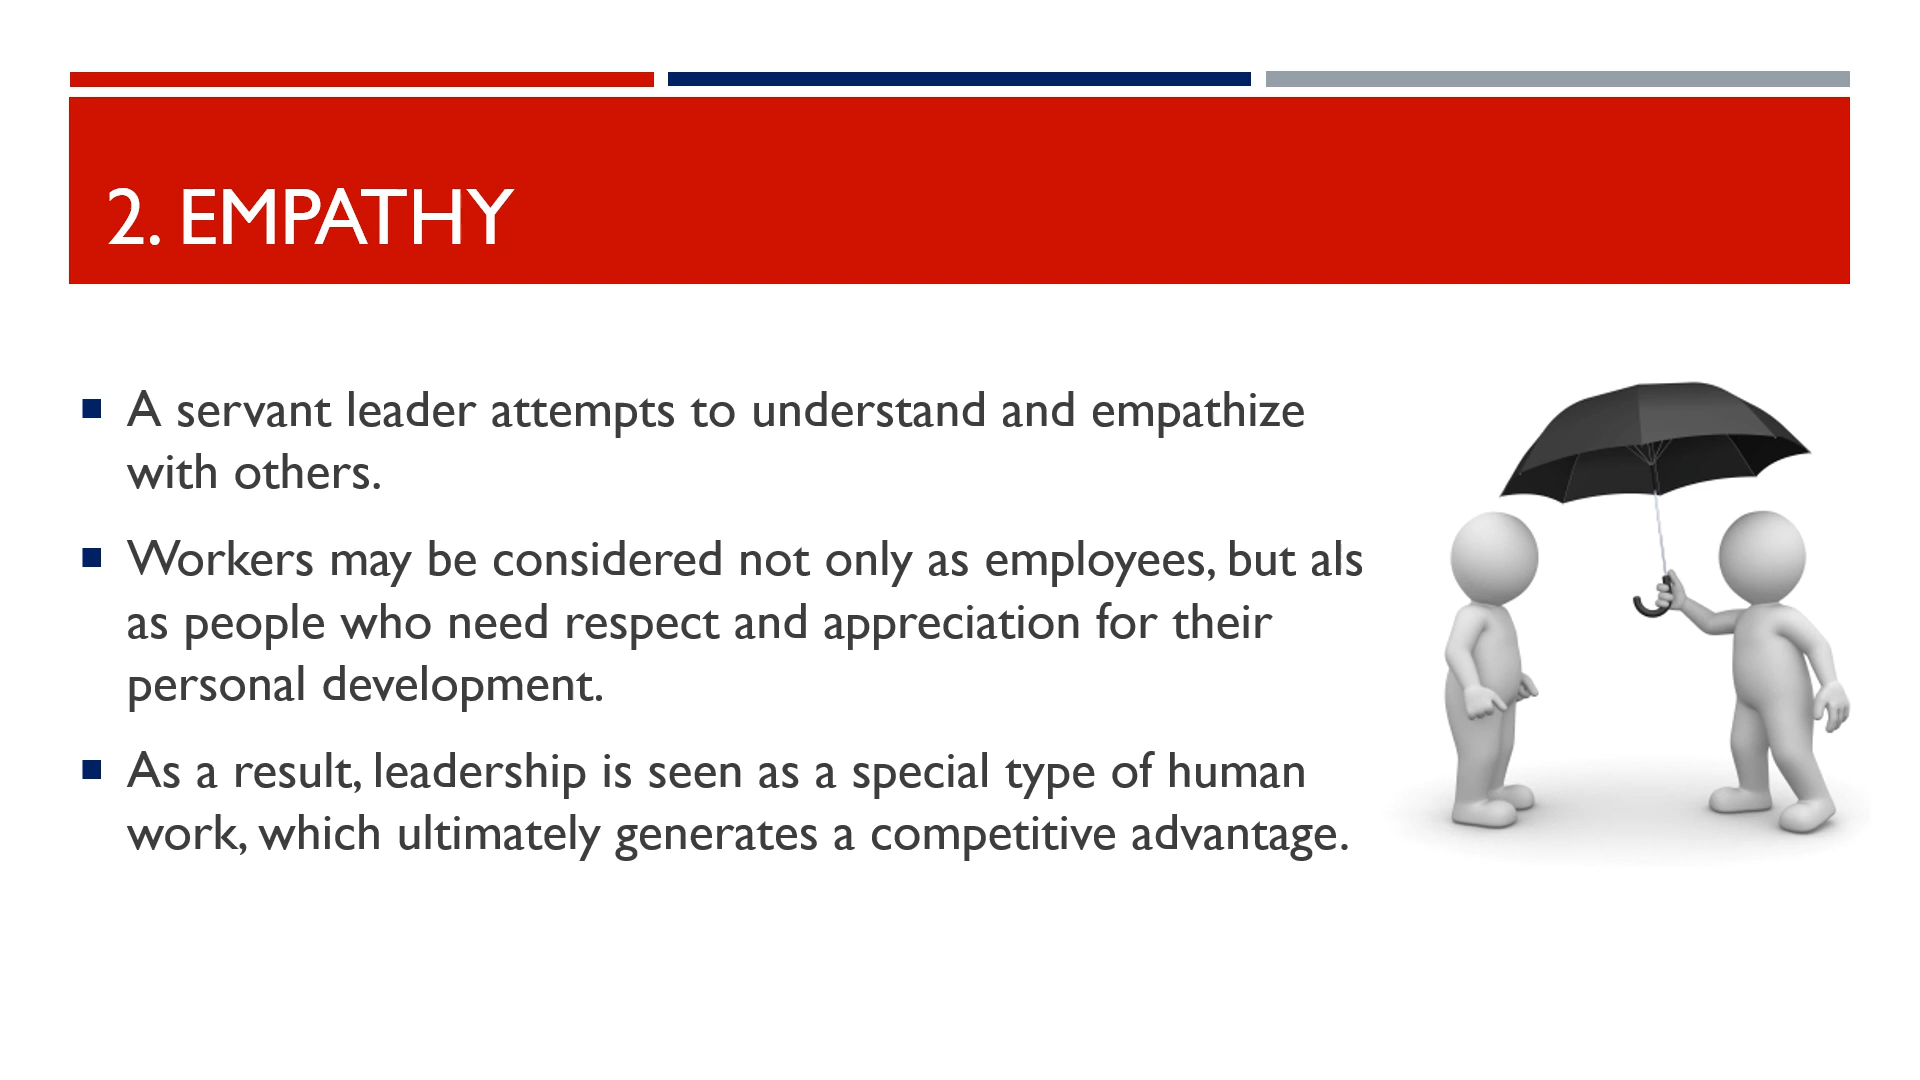 2. EMPATHY
A servant leader attempts to understand and empathize
with others.
Workers may be considered not only as employees, but als
as people who need respect and appreciation for their
personal development.
As a result, leadership is seen as a special type of human
work, which ultimately generates a competitive advantage.